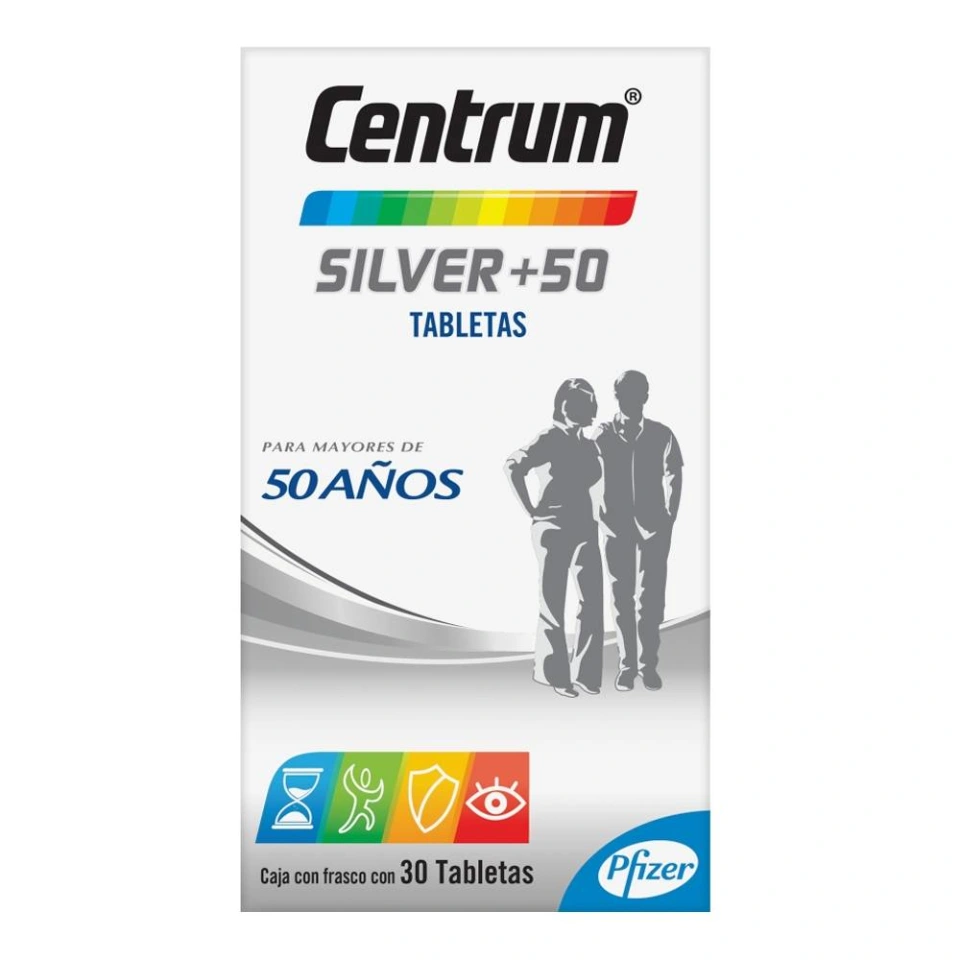 Centrum®
SILVER +50
TABLETAS
PARA MAYORES DE
50 AÑOS
Caja con frasco con 30 Tabletas
Pfizer